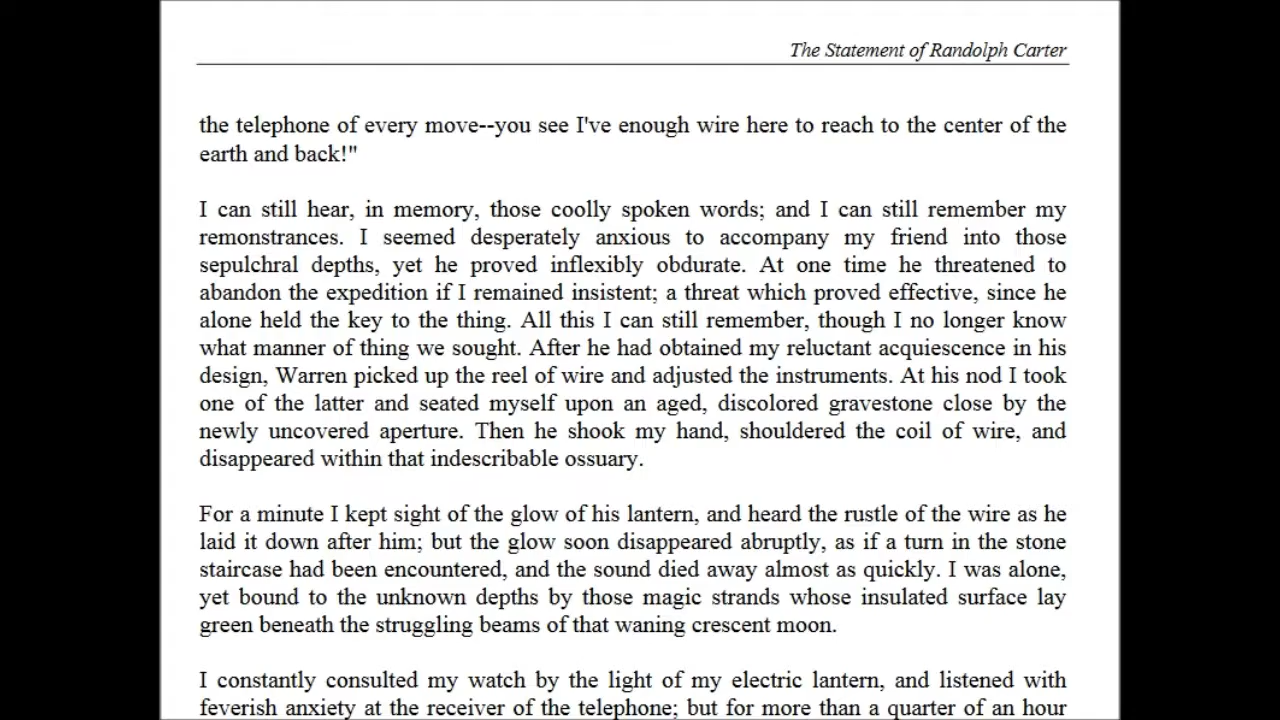 The Statement of Randolph Carter
the telephone of every move--you see I've enough wire here to reach to the center of the
earth and back!"
I can still hear, in memory, those coolly spoken words; and I can still remember my
remonstrances. I seemed desperately anxious to accompany my friend into those
sepulchral depths, yet he proved inflexibly obdurate. At one time he threatened to
abandon the expedition if I remained insistent; a threat which proved effective, since he
alone held the key to the thing. All this I can still remember, though I no longer know
what manner of thing we sought. After he had obtained my reluctant acquiescence in his
design, Warren picked up the reel of wire and adjusted the instruments. At his nod I took
one of the latter and seated myself upon an aged, discolored gravestone close by the
newly uncovered aperture. Then he shook my hand, shouldered the coil of wire, and
disappeared within that indescribable ossuary.
For a minute I kept sight of the glow of his lantern, and heard the rustle of the wire as he
laid it down after him; but the glow soon disappeared abruptly, as if a turn in the stone
staircase had been encountered, and the sound died away almost as quickly. I was alone,
yet bound to the unknown depths by those magic strands whose insulated surface lay
green beneath the struggling beams of that waning crescent moon.
I constantly consulted my watch by the light of my electric lantern, and listened with
feverish anxiety at the receiver of the telephone; but for more than a quarter of an hour